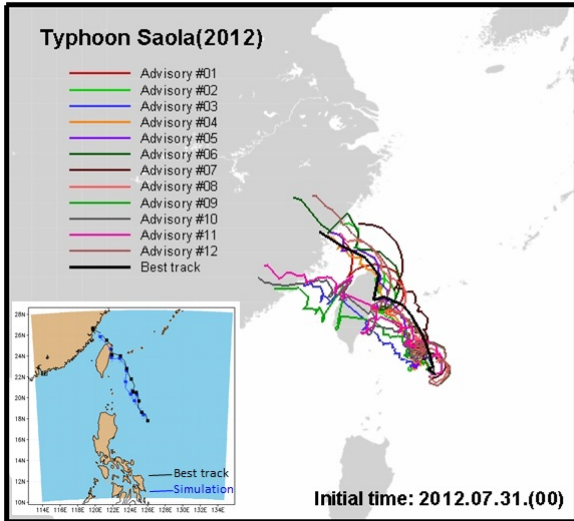 Typhoon Saola(2012)
Advisory #01
Advisory #02
Advisory #03
Advisory #04
Advisory #05
Advisory #06
Advisory #07
Advisory #08
Advisory #09
Advisory #10
Advisory #11
Advisory #12
Best track
28N
26N
24N
22N
20N
18N
16N
14N
12N
10N
Best track
Simulation
114E 116E 118E 120E 122E 124E 126E 128E 130E 132E 134E
Initial time: 2012.07.31.(00)